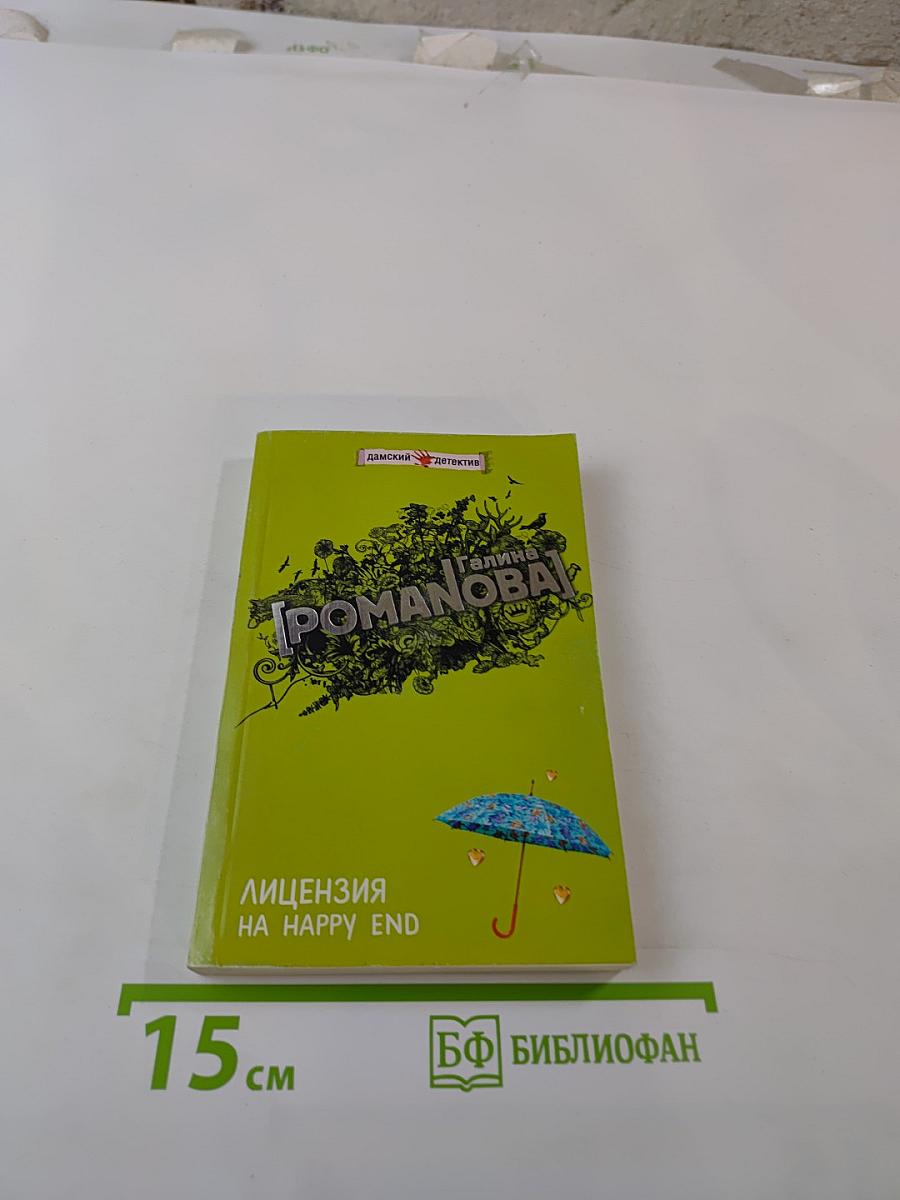 дамский детектив
Галина
[РОМАNОВА]
ЛИЦЕНЗИЯ
НА HAPPY END
15 см
БФ БИБЛИОФАН